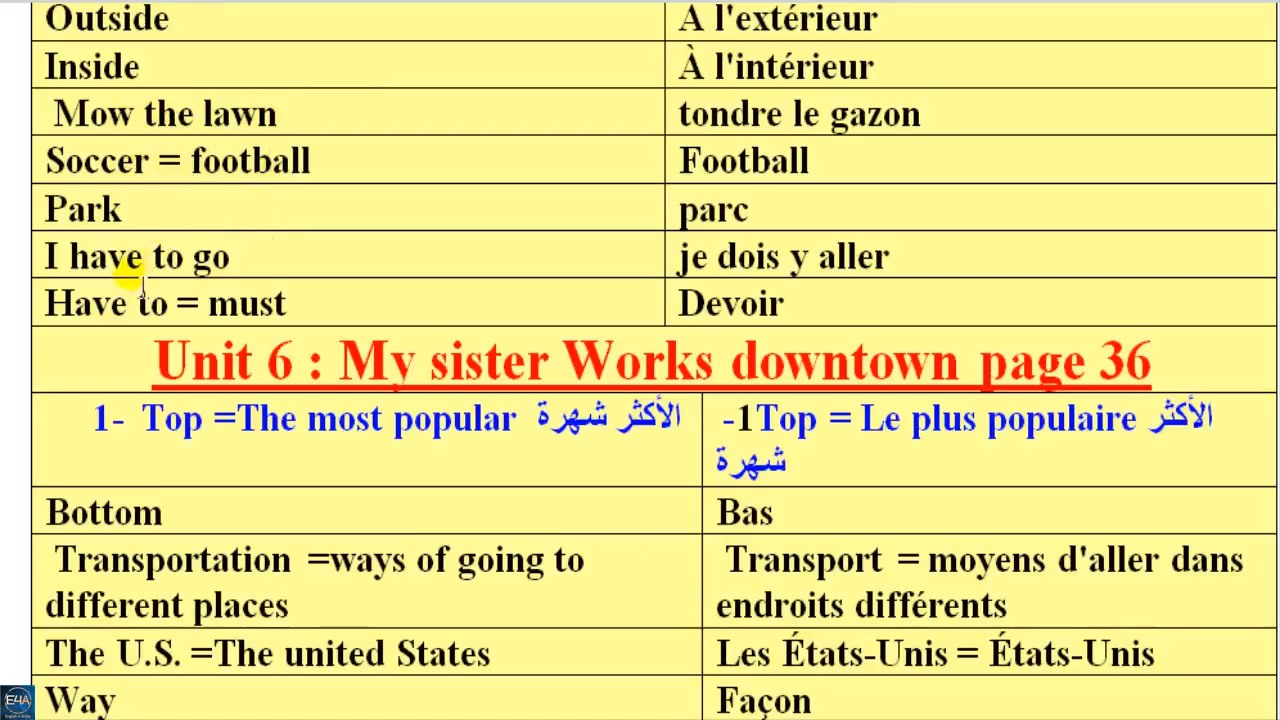 Outside A l'extérieur
Inside À l'intérieur
Mow the lawn tondre le gazon
Soccer = football Football
Park parc
I have to go je dois y aller
Have to = must Devoir
Unit 6 : My sister Works downtown page 36
1- Top =The most popular الأكثر شهرة -1Top = Le plus populaire الأكثر
شهرة
Bottom Bas
Transportation =ways of going to Transport = moyens d'aller dans
different places endroits différents
The U.S. =The united States Les États-Unis = États-Unis
Way Façon
E4A